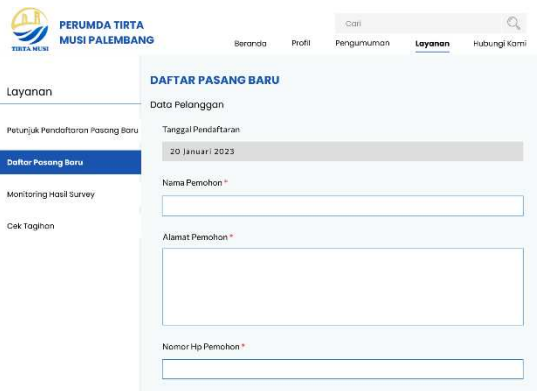 PERUMDA TIRTA
MUSI PALEMBANG
TIRTA MUSI
Cari
Beranda Profil Pengumuman Layanan Hubungi Kami
Layanan
Petunjuk Pendaftaran Pasang Baru
Daftar Pasang Baru
Monitoring Hasil Survey
Cek Tagihan
DAFTAR PASANG BARU
Data Pelanggan
Tanggal Pendaftaran
20 Januari 2023
Nama Pemohon *
Alamat Pemohon *
Nomor Hp Pemohon *